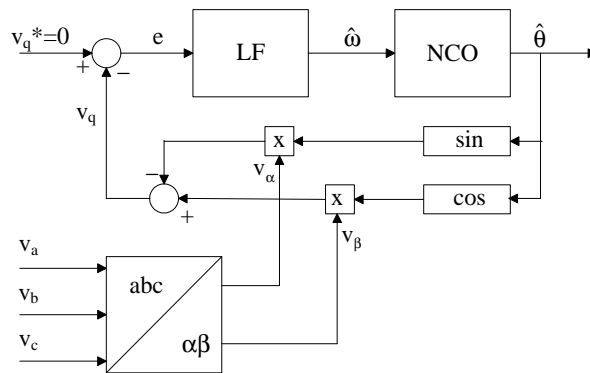 v_q*=0
+
−
e
LF
ω̂
NCO
θ̂
v_q
x
sin
v_α
−
+
x
cos
v_β
v_a
v_b
v_c
abc
αβ